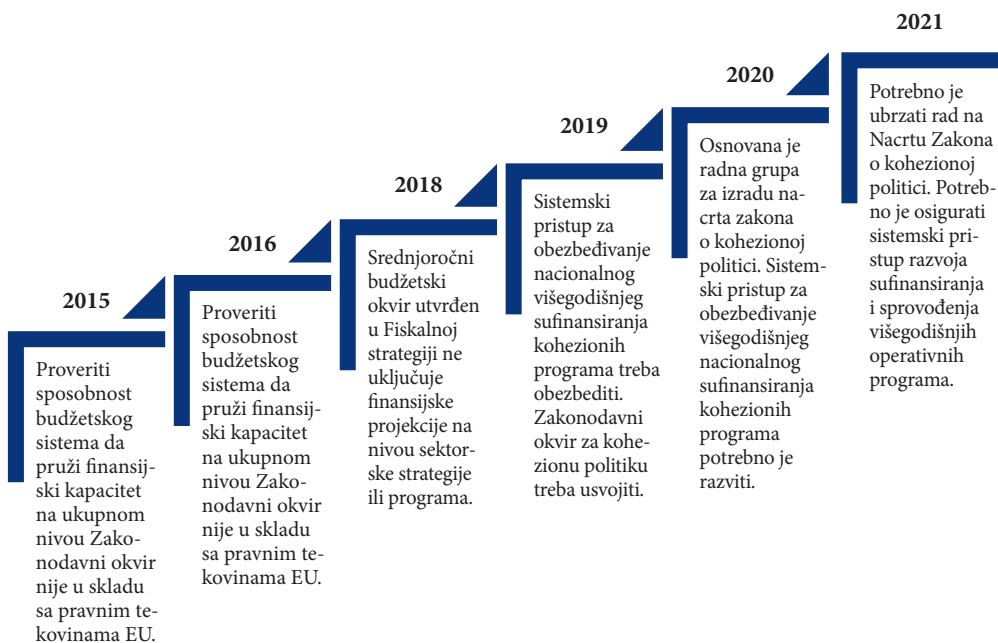 2015
Proveriti
sposobnost
budžetskog
sistema da
pruži finansij-
ski kapacitet
na ukupnom
nivou Zako-
nodavni okvir
nije u skladu
sa pravnim te-
kovinama EU.
2016
Proveriti
sposobnost
budžetskog
sistema da
pruži finansij-
ski kapacitet
na ukupnom
nivou Zako-
nodavni okvir
nije u skladu
sa pravnim te-
kovinama EU.
2018
Srednjoročni
budžetski
okvir utvrđen
u Fiskalnoj
strategiji ne
uključuje
finansijske
projekcije na
nivou sektor-
ske strategije
ili programa.
2019
Sistemski
pristup za
obezbeđivanje
nacionalnog
višegodišnjeg
sufinansiranja
kohezionih
programa treba
obezbediti.
Zakonodavni
okvir za kohe-
zionu politiku
treba usvojiti.
2020
Osnovana je
radna grupa
za izradu na-
crta zakona
o kohezionoj
politici. Sistem-
ski pristup za
obezbeđivanje
višegodišnjeg
nacionalnog
sufinansiranja
kohezionih
programa
potrebno je
razviti.
2021
Potrebno je
ubrzati rad na
Nacrtu Zakona
o kohezionoj
politici. Potreb-
no je osigurati
sistemski pri-
stup razvoja
sufinansiranja
i sprovođenja
višegodišnjih
operativnih
programa.